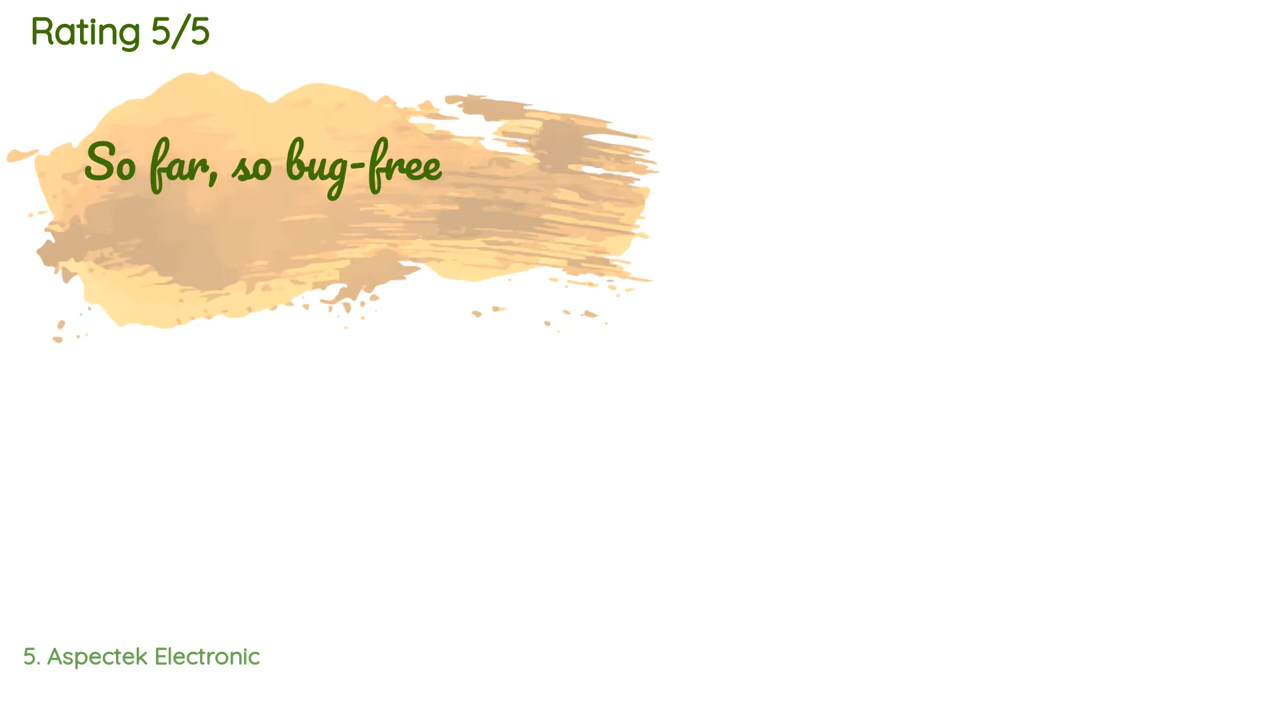 Rating 5/5
So far, so bug-free
5. Aspectek Electronic